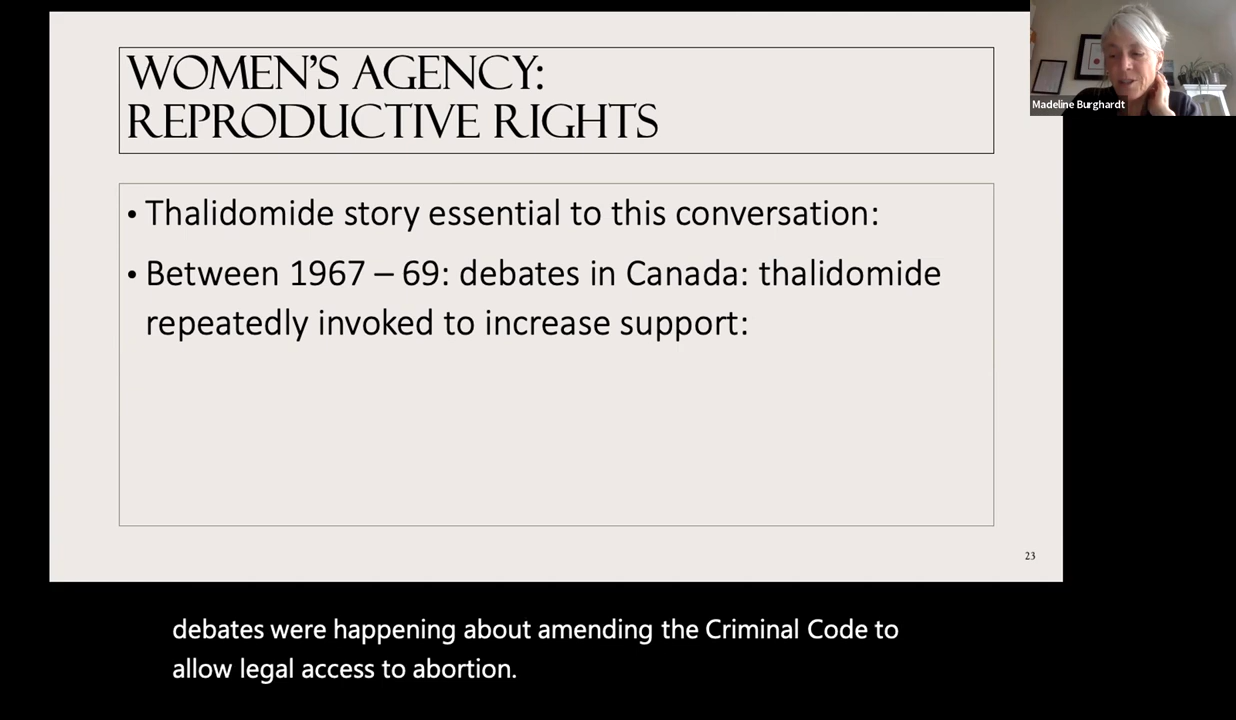 WOMEN'S AGENCY:
REPRODUCTIVE RIGHTS
• Thalidomide story essential to this conversation:
• Between 1967 – 69: debates in Canada: thalidomide
repeatedly invoked to increase support:
23
Madeline Burghardt
debates were happening about amending the Criminal Code to
allow legal access to abortion.